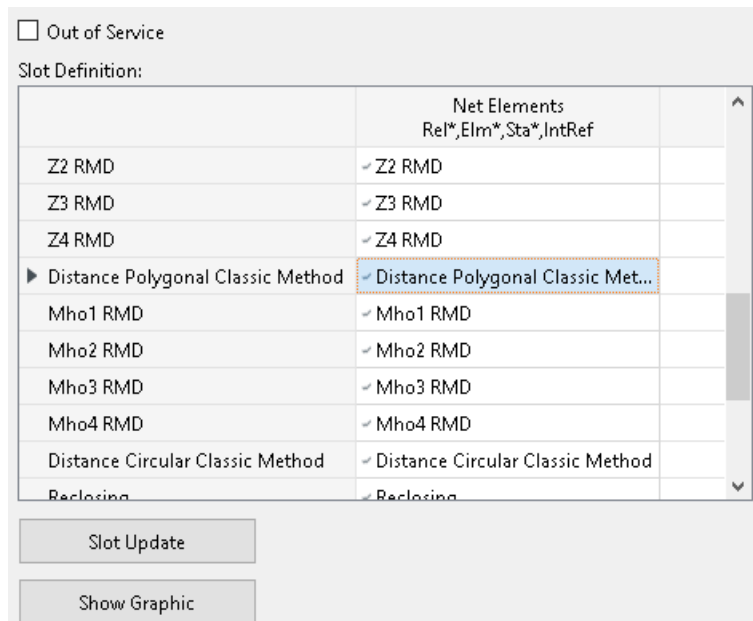 Out of Service
Slot Definition:
Net Elements
Rel*,Elm*,Sta*,IntRef
Z2 RMD Z2 RMD
Z3 RMD Z3 RMD
Z4 RMD Z4 RMD
Distance Polygonal Classic Method Distance Polygonal Classic Met...
Mho1 RMD Mho1 RMD
Mho2 RMD Mho2 RMD
Mho3 RMD Mho3 RMD
Mho4 RMD Mho4 RMD
Distance Circular Classic Method Distance Circular Classic Method
Reclosing Reclosing
Slot Update
Show Graphic